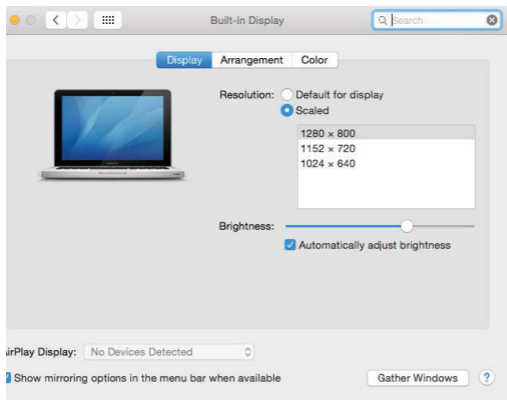 Built-in Display
Search
Display Arrangement Color
Resolution: Default for display
Scaled
1280 × 800
1152 × 720
1024 × 640
Brightness:
Automatically adjust brightness
AirPlay Display: No Devices Detected
Show mirroring options in the menu bar when available
Gather Windows ?